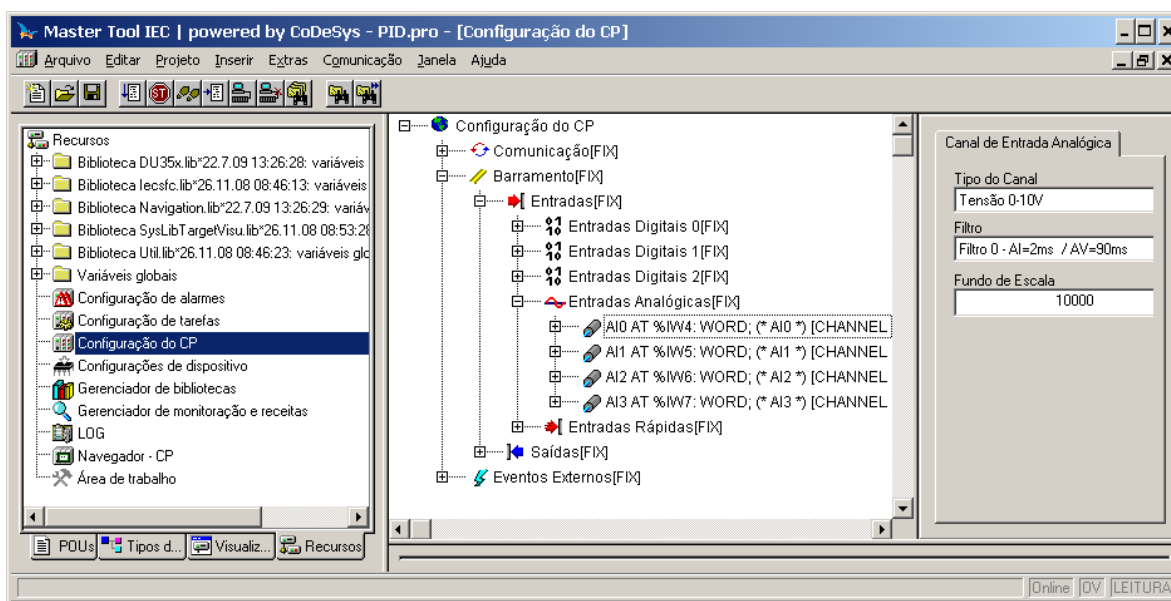 Master Tool IEC | powered by CoDeSys - PID.pro - [Configuração do CP]
Arquivo Editar Projeto Inserir Extras Comunicação Janela Ajuda
Recursos
Biblioteca DU35x.lib*22.7.09 13:26:28: variáveis
Biblioteca Iecsfc.lib*26.11.08 08:46:13: variáveis
Biblioteca Navigation.lib*22.7.09 13:26:29: variáv
Biblioteca SysLibTargetVisu.lib*26.11.08 08:53:28
Biblioteca Util.lib*26.11.08 08:46:23: variáveis glo
Variáveis globais
Configuração de alarmes
Configuração de tarefas
Configuração do CP
Configurações de dispositivo
Gerenciador de bibliotecas
Gerenciador de monitoração e receitas
LOG
Navegador - CP
Área de trabalho
POUs Tipos d... Visualiz... Recursos
Configuração do CP
Comunicação[FIX]
Barramento[FIX]
Entradas[FIX]
Entradas Digitais 0[FIX]
Entradas Digitais 1[FIX]
Entradas Digitais 2[FIX]
Entradas Analógicas[FIX]
AI0 AT %IW4: WORD; (* AI0 *) [CHANNEL
AI1 AT %IW5: WORD; (* AI1 *) [CHANNEL
AI2 AT %IW6: WORD; (* AI2 *) [CHANNEL
AI3 AT %IW7: WORD; (* AI3 *) [CHANNEL
Entradas Rápidas[FIX]
Saídas[FIX]
Eventos Externos[FIX]
Canal de Entrada Analógica
Tipo do Canal
Tensão 0-10V
Filtro
Filtro 0 - AI=2ms / AV=90ms
Fundo de Escala
10000
Online OV LEITURA